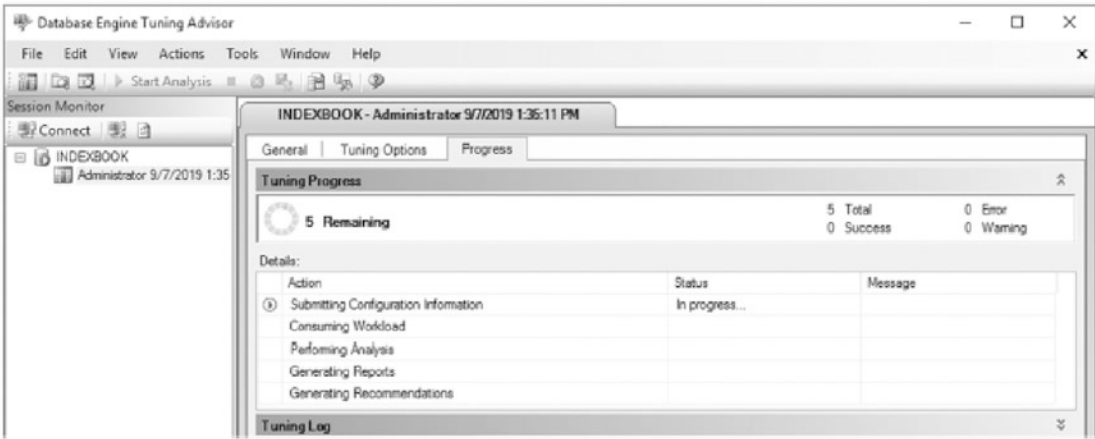 Database Engine Tuning Advisor
File Edit View Actions Tools Window Help
Start Analysis
Session Monitor
Connect
INDEXBOOK
Administrator 9/7/2019 1:35
INDEXBOOK - Administrator 9/7/2019 1:35:11 PM
General Tuning Options Progress
Tuning Progress
5 Remaining
5 Total 0 Error
0 Success 0 Warning
Details:
Action Status Message
Submitting Configuration Information In progress...
Consuming Workload
Performing Analysis
Generating Reports
Generating Recommendations
Tuning Log